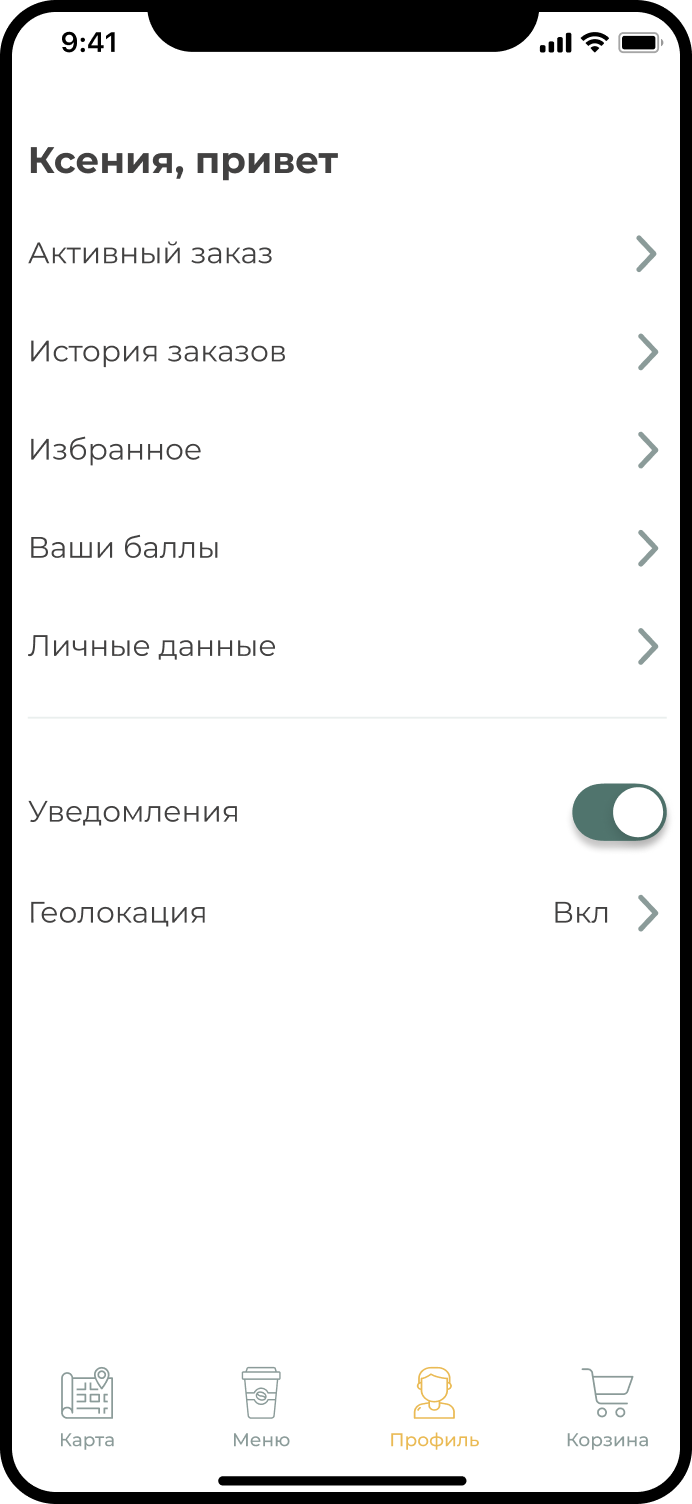 9:41
Ксения, привет
Активный заказ
История заказов
Избранное
Ваши баллы
Личные данные
Уведомления
Геолокация Вкл
Карта Меню Профиль Корзина